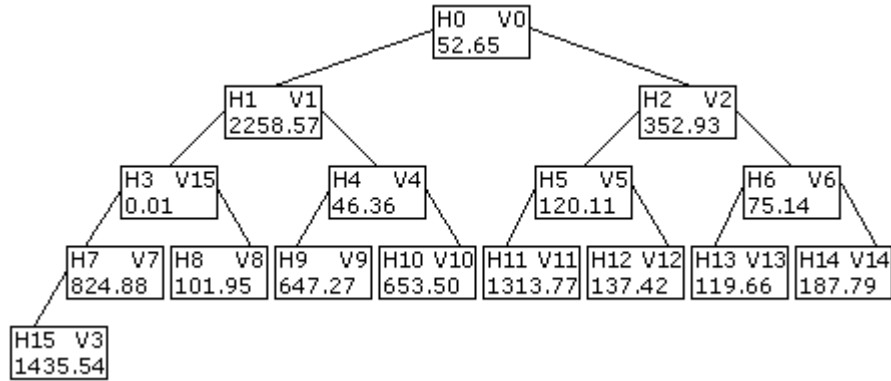 H0 V0
52.65
H1 V1
2258.57
H2 V2
352.93
H3 V15
0.01
H4 V4
46.36
H5 V5
120.11
H6 V6
75.14
H7 V7
824.88
H8 V8
101.95
H9 V9
647.27
H10 V10
653.50
H11 V11
1313.77
H12 V12
137.42
H13 V13
119.66
H14 V14
187.79
H15 V3
1435.54